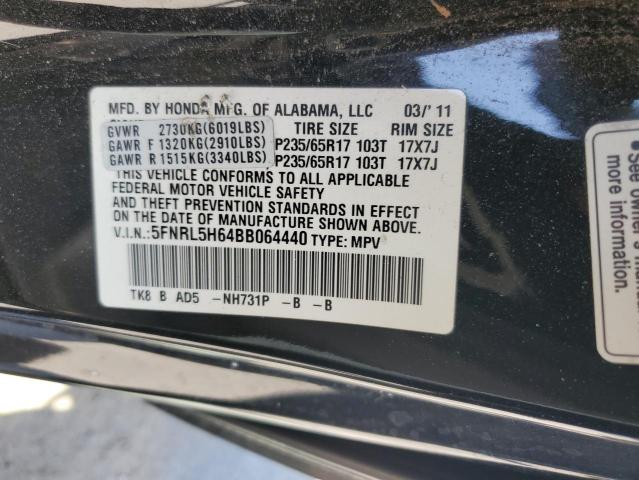 MFD. BY HONDA MFG. OF ALABAMA, LLC 03/'11
GVWR 2730KG(6019LBS) TIRE SIZE RIM SIZE
GAWR F 1320KG(2910LBS) P235/65R17 103T 17X7J
GAWR R 1515KG(3340LBS) P235/65R17 103T 17X7J
THIS VEHICLE CONFORMS TO ALL APPLICABLE
FEDERAL MOTOR VEHICLE SAFETY
AND THEFT PREVENTION STANDARDS IN EFFECT
ON THE DATE OF MANUFACTURE SHOWN ABOVE.
V.I.N.:5FNRL5H64BB064440 TYPE: MPV
TK8 B AD5 -NH731P -B -B
• See owner's
more
information.